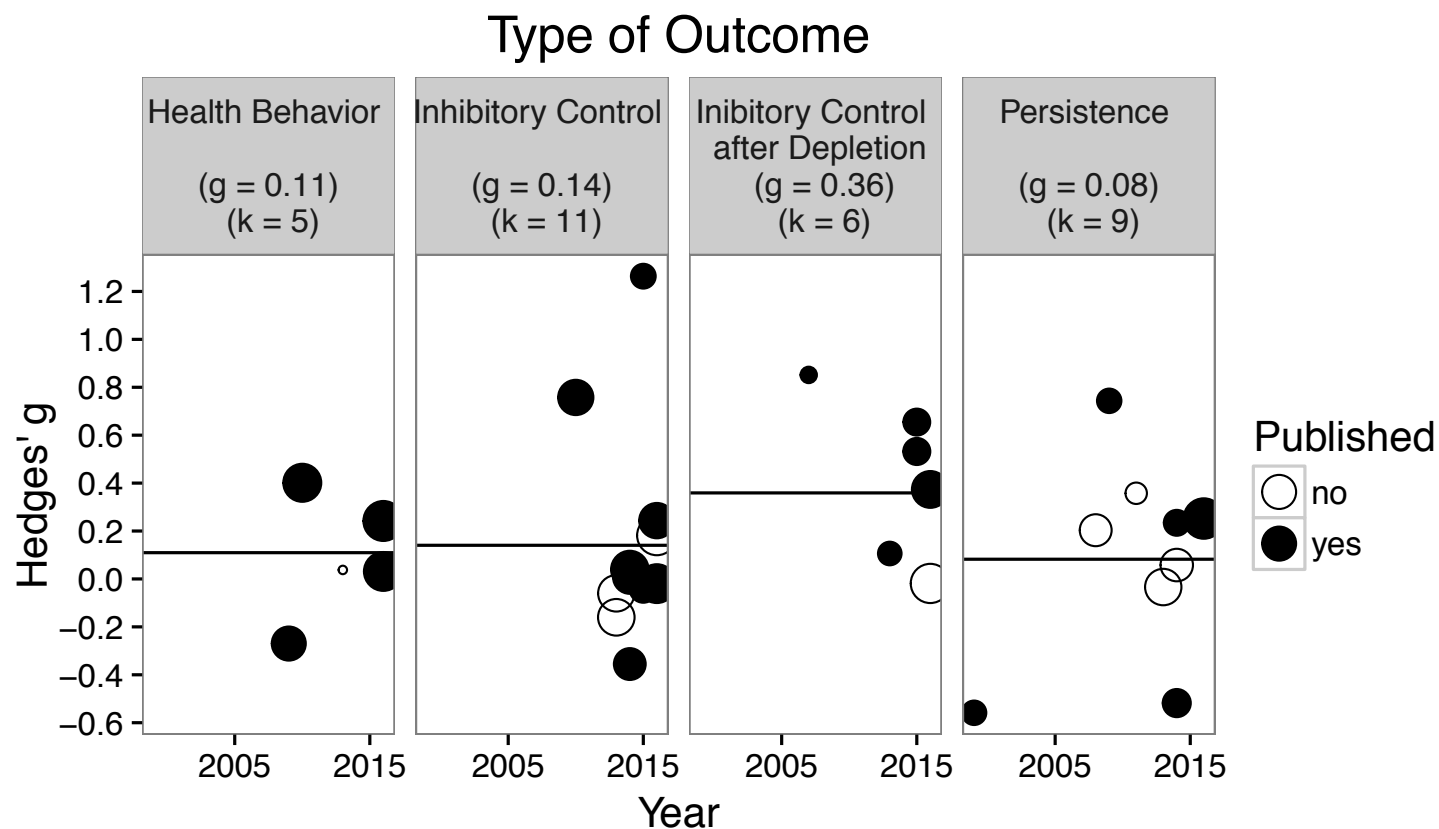 Type of Outcome
Health Behavior
(g = 0.11)
(k = 5)
Inhibitory Control
(g = 0.14)
(k = 11)
Inibitory Control
after Depletion
(g = 0.36)
(k = 6)
Persistence
(g = 0.08)
(k = 9)
Hedges' g
1.2
1.0
0.8
0.6
0.4
0.2
0.0
−0.2
−0.4
−0.6
2005 2015 2005 2015 2005 2015 2005 2015
Year
Published
no
yes